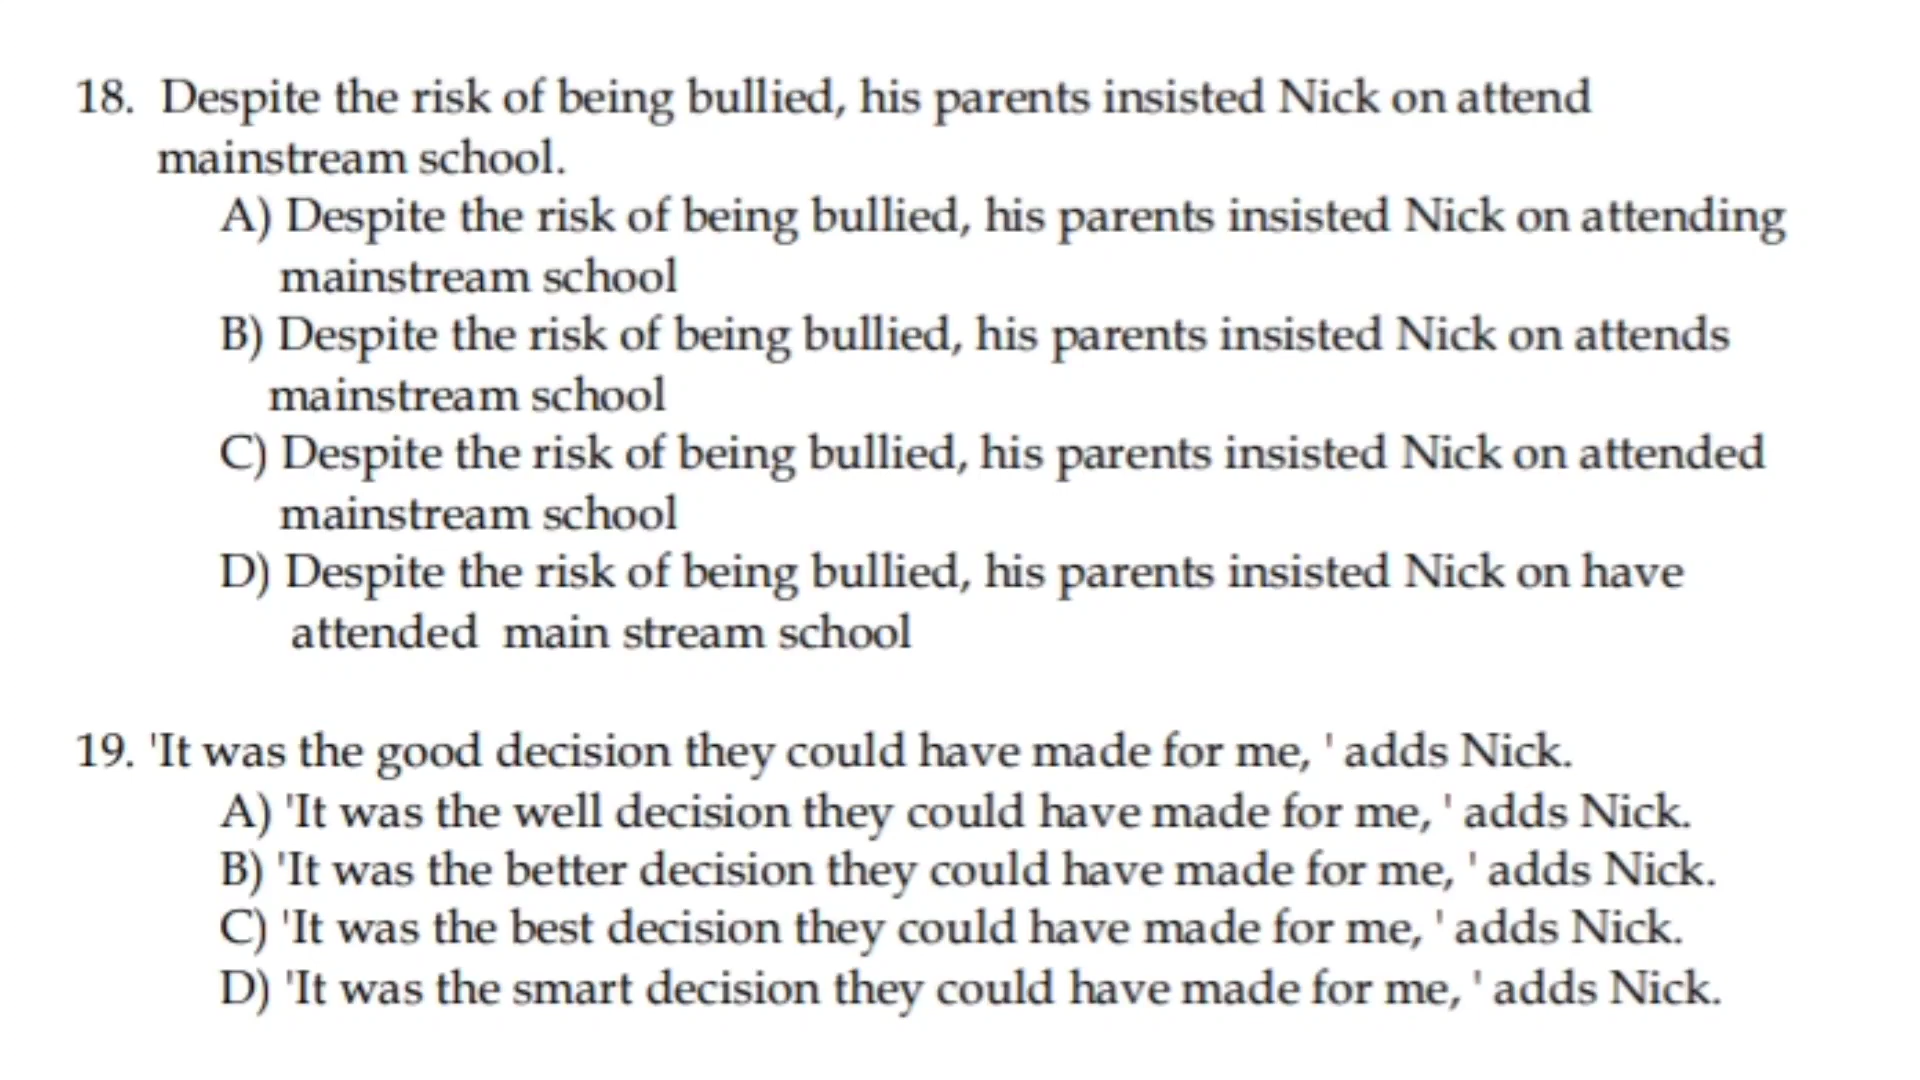 18. Despite the risk of being bullied, his parents insisted Nick on attend
mainstream school.
A) Despite the risk of being bullied, his parents insisted Nick on attending
mainstream school
B) Despite the risk of being bullied, his parents insisted Nick on attends
mainstream school
C) Despite the risk of being bullied, his parents insisted Nick on attended
mainstream school
D) Despite the risk of being bullied, his parents insisted Nick on have
attended main stream school
19. 'It was the good decision they could have made for me, ' adds Nick.
A) 'It was the well decision they could have made for me, ' adds Nick.
B) 'It was the better decision they could have made for me, ' adds Nick.
C) 'It was the best decision they could have made for me, ' adds Nick.
D) 'It was the smart decision they could have made for me, ' adds Nick.